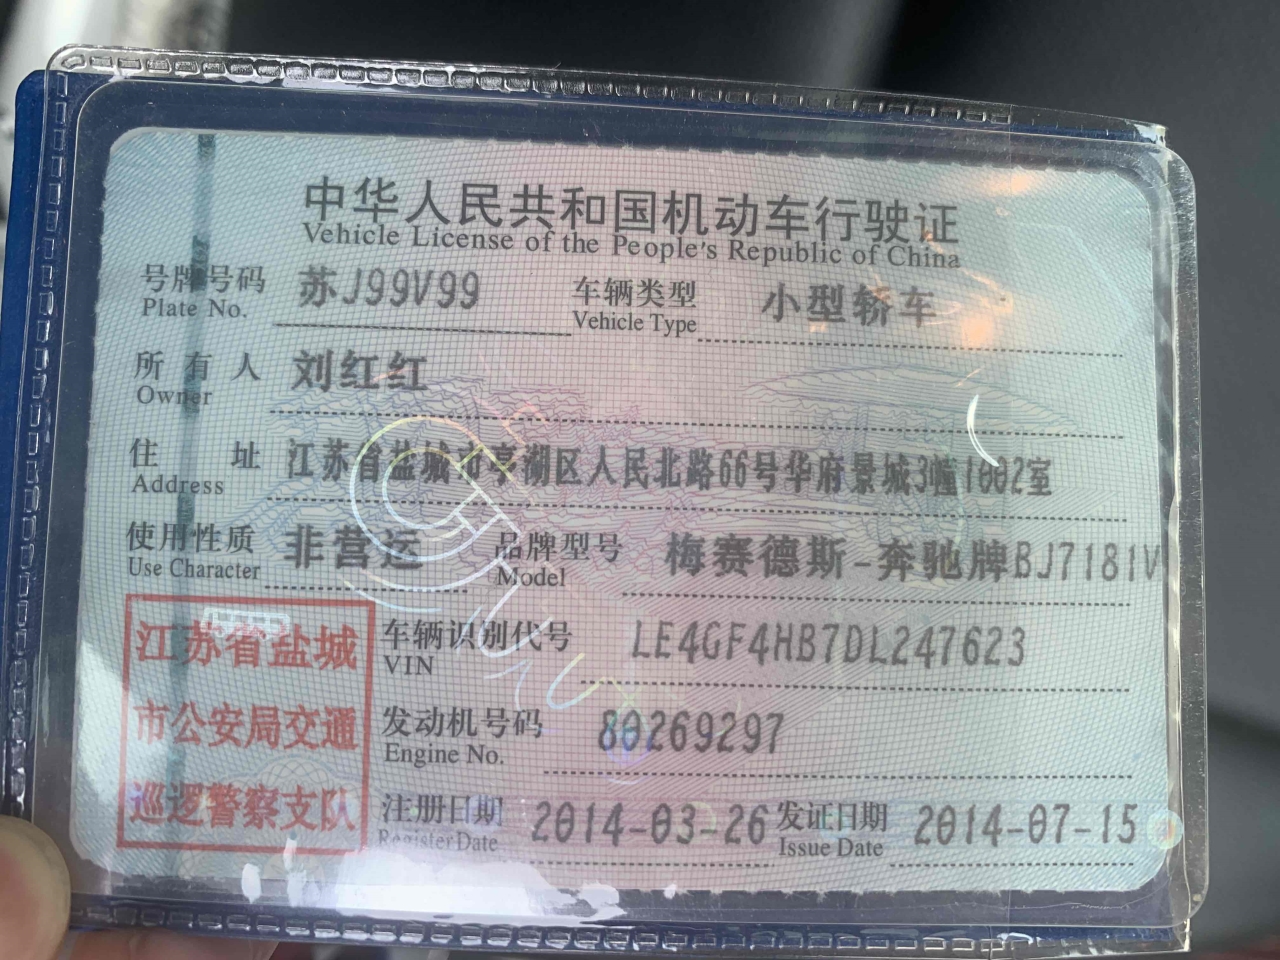 中华人民共和国机动车行驶证
Vehicle License of the People's Republic of China
号牌号码 苏J99V99 车辆类型 小型轿车
Plate No. Vehicle Type
所有人 刘红红
Owner
住址 江苏省盐城市亭湖区人民北路66号华府景城3幢1002室
Address
使用性质 非营运 品牌型号 梅赛德斯-奔驰牌BJ7181V
Use Character Model
江苏省盐城
市公安局交通
巡逻警察支队
车辆识别代号 LE4GF4HB7DL247623
VIN
发动机号码 80269297
Engine No.
注册日期 2014-03-26 发证日期 2014-07-15
Register Date Issue Date